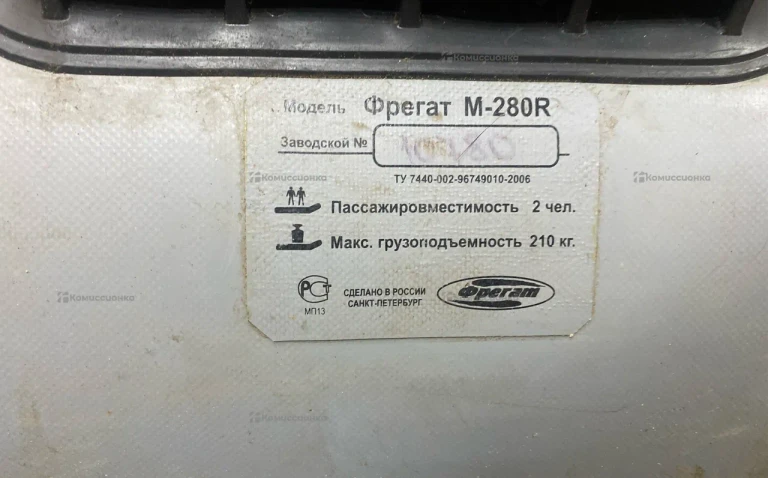 Комиссионка
Модель Фрегат М-280R
Заводской №
ТУ 7440-002-96749010-2006
Комиссионка
Комиссионка
Пассажировместимость 2 чел.
Макс. грузоподъемность 210 кг.
Комиссионка
РСТ
МП13
СДЕЛАНО В РОССИИ
САНКТ-ПЕТЕРБУРГ
Фрегат
Комиссионка